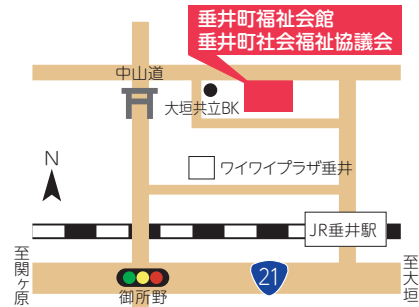 垂井町福祉会館
垂井町社会福祉協議会
中山道
大垣共立BK
N
ワイワイプラザ垂井
JR垂井駅
至関ヶ原
21
至大垣
御所野